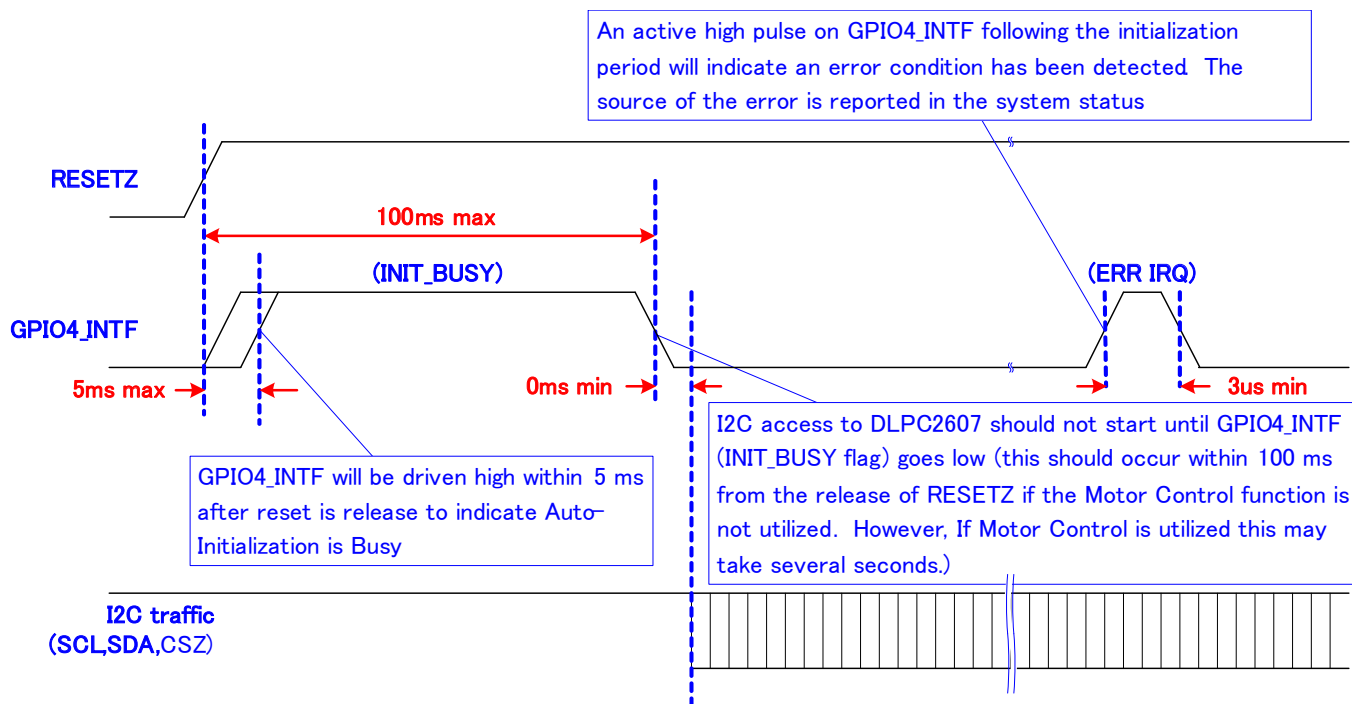 An active high pulse on GPIO4_INTF following the initialization
period will indicate an error condition has been detected. The
source of the error is reported in the system status
RESETZ
100ms max
(INIT_BUSY)
(ERR IRQ)
GPIO4_INTF
5ms max
0ms min
3us min
GPIO4_INTF will be driven high within 5 ms
after reset is release to indicate Auto-
Initialization is Busy
I2C access to DLPC2607 should not start until GPIO4_INTF
(INIT_BUSY flag) goes low (this should occur within 100 ms
from the release of RESETZ if the Motor Control function is
not utilized. However, If Motor Control is utilized this may
take several seconds.)
I2C traffic
(SCL,SDA,CSZ)